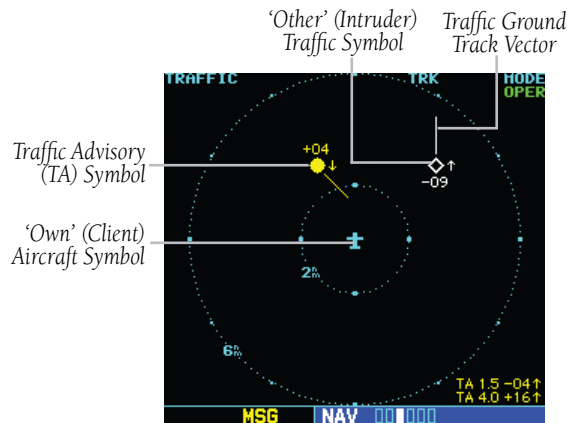 ‘Other’ (Intruder)
Traffic Symbol
Traffic Ground
Track Vector
TRAFFIC
TRK
MODE
OPER
Traffic Advisory
(TA) Symbol
+04
↓
↑
-09
‘Own’ (Client)
Aircraft Symbol
2nm
6nm
TA 1.5 -04↑
TA 4.0 +16↑
MSG
NAV